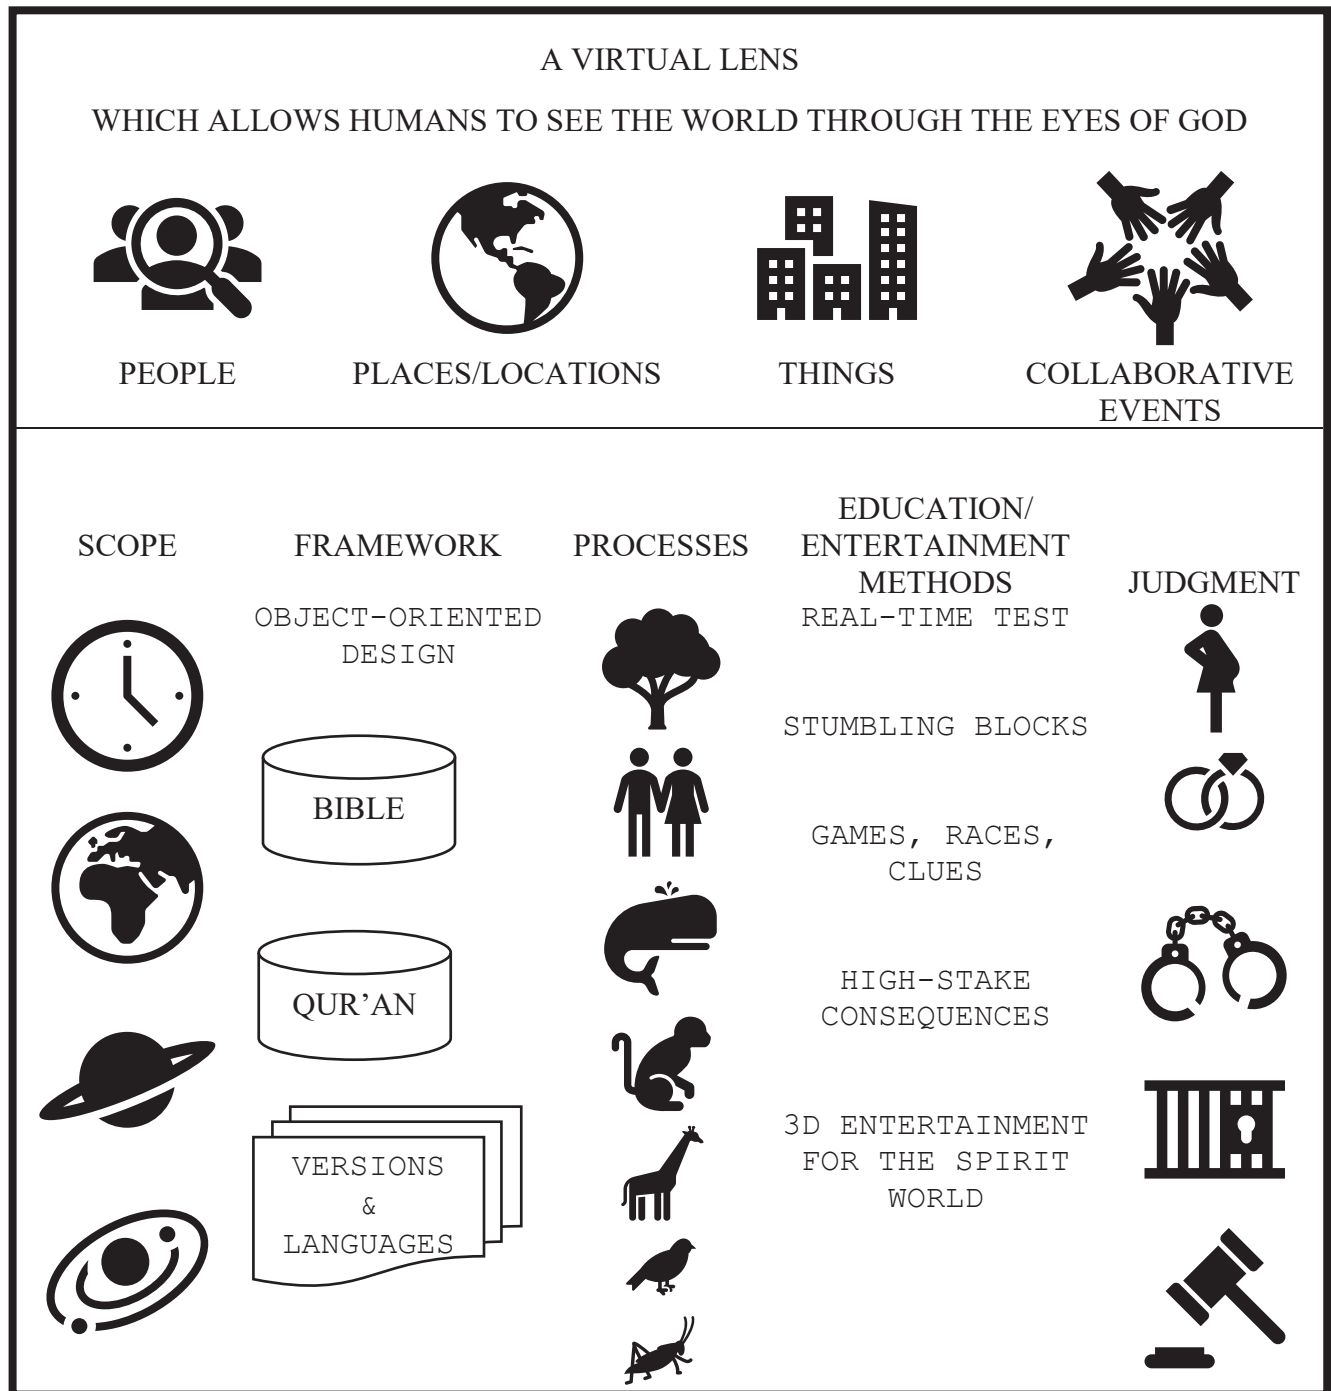 A VIRTUAL LENS
WHICH ALLOWS HUMANS TO SEE THE WORLD THROUGH THE EYES OF GOD
PEOPLE
PLACES/LOCATIONS
THINGS
COLLABORATIVE
EVENTS
SCOPE
FRAMEWORK
OBJECT-ORIENTED
DESIGN
BIBLE
QUR’AN
VERSIONS
&
LANGUAGES
PROCESSES
EDUCATION/
ENTERTAINMENT
METHODS
REAL-TIME TEST
STUMBLING BLOCKS
GAMES, RACES,
CLUES
HIGH-STAKE
CONSEQUENCES
3D ENTERTAINMENT
FOR THE SPIRIT
WORLD
JUDGMENT